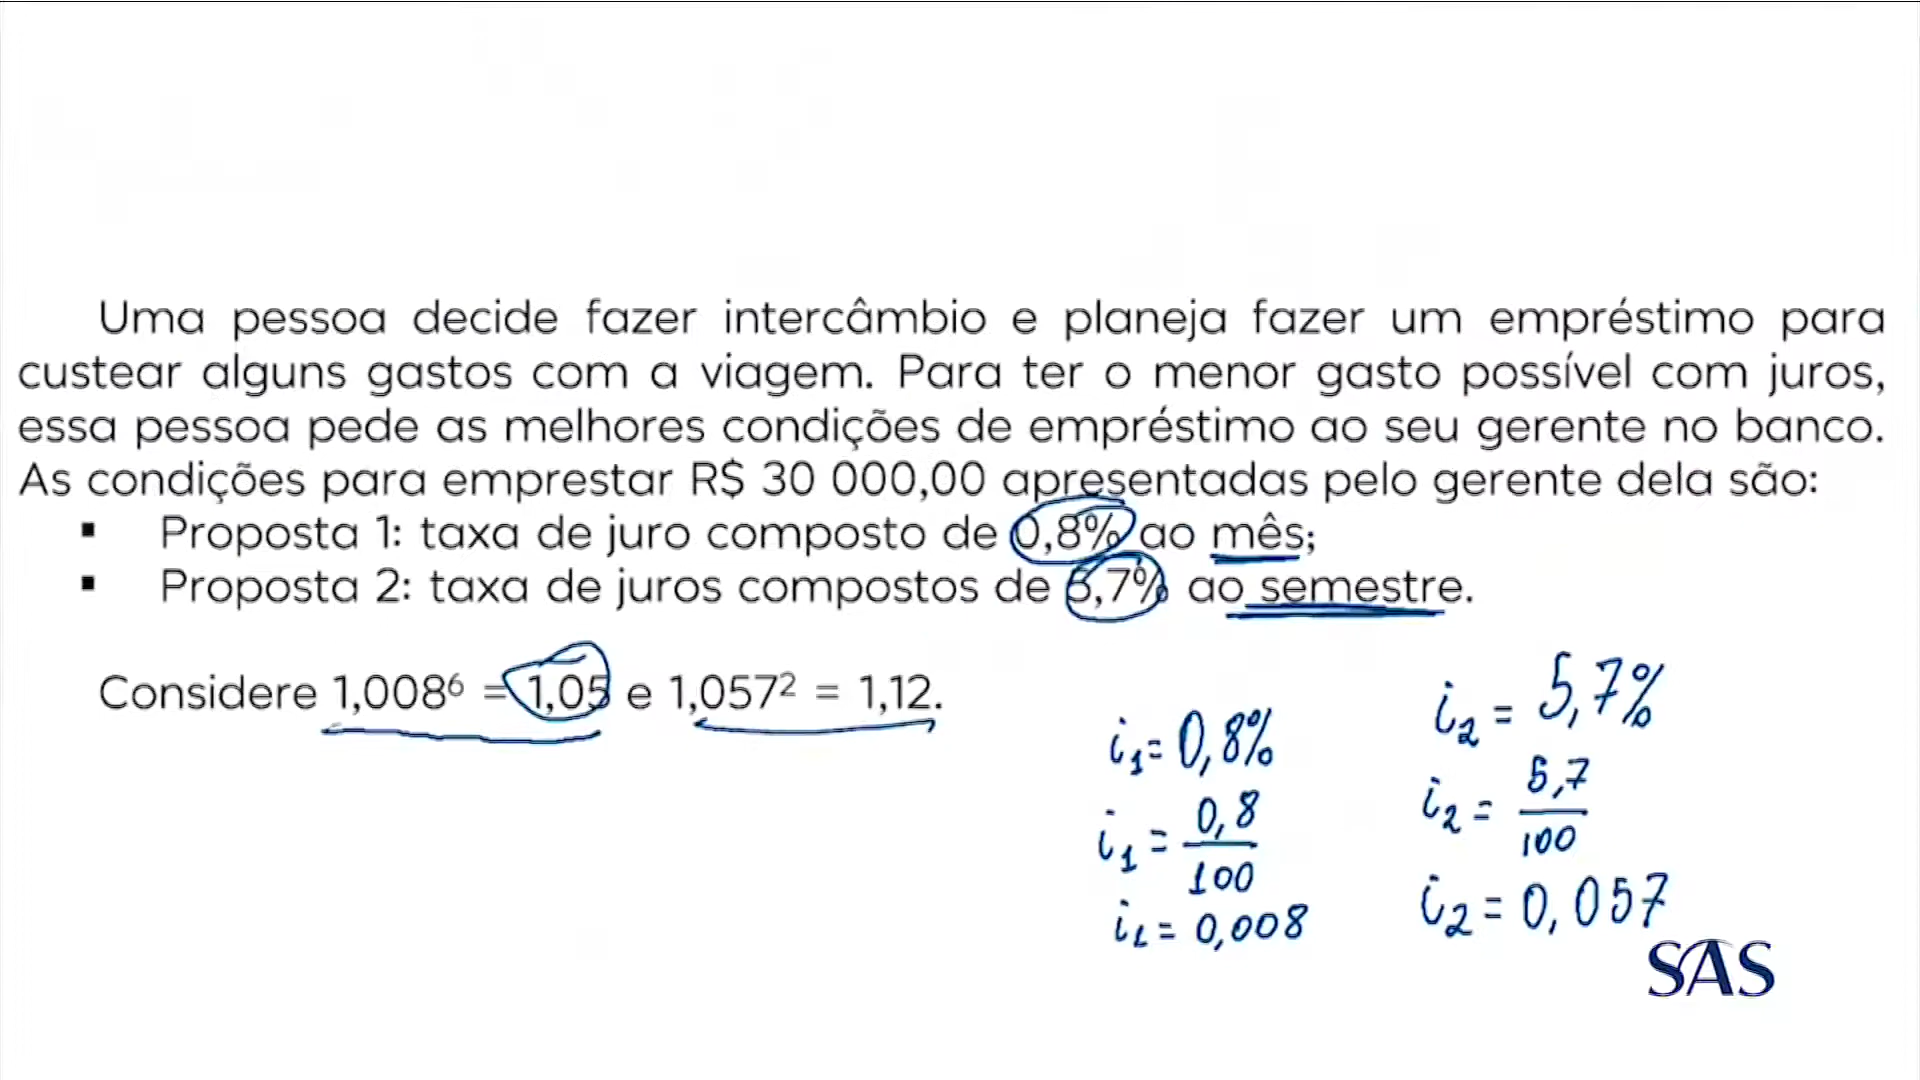 Uma pessoa decide fazer intercâmbio e planeja fazer um empréstimo para
custear alguns gastos com a viagem. Para ter o menor gasto possível com juros,
essa pessoa pede as melhores condições de empréstimo ao seu gerente no banco.
As condições para emprestar R$ 30 000,00 apresentadas pelo gerente dela são:
▪ Proposta 1: taxa de juro composto de 0,8% ao mês;
▪ Proposta 2: taxa de juros compostos de 5,7% ao semestre.
Considere 1,008⁶ = 1,05 e 1,057² = 1,12.
i₁ = 0,8%
i₁ = 0,8/100
i₁ = 0,008
i₂ = 5,7%
i₂ = 5,7/100
i₂ = 0,057
SAS